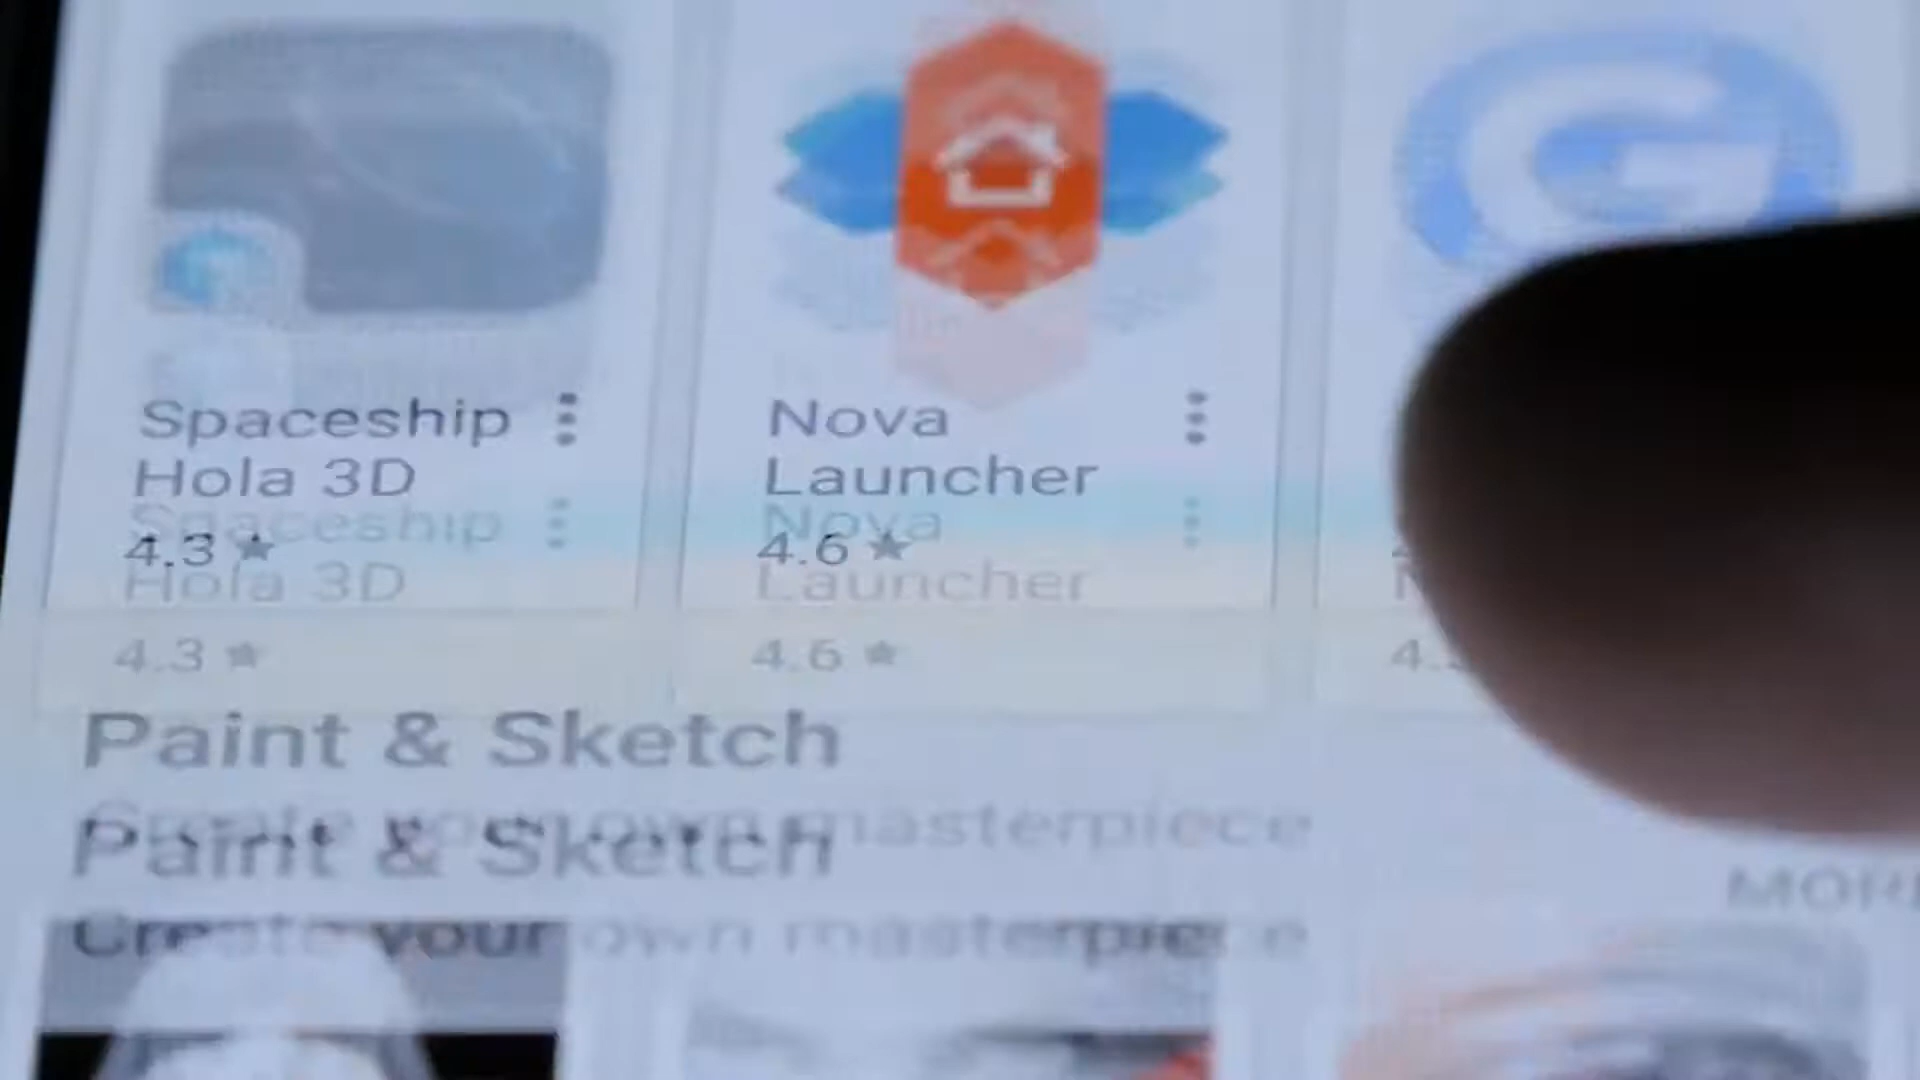 Spaceship
Hola 3D
4.3 ★
Nova
Launcher
4.6 ★
Spaceship
Hola 3D
4.3 ★
Nova
Launcher
4.6 ★
Paint & Sketch
Create your own masterpiece
Paint & Sketch
MORE
Create your own masterpiece